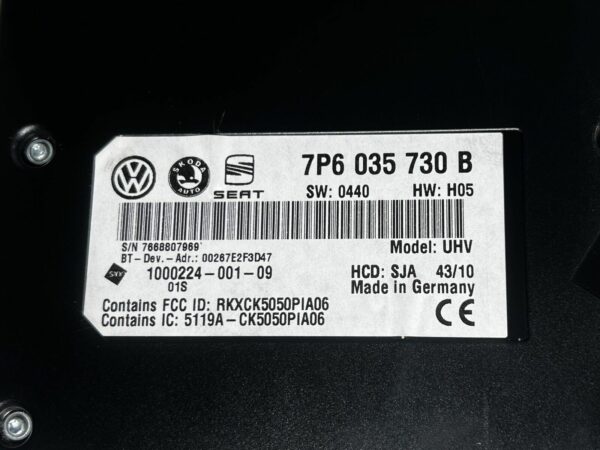 7P6 035 730 B
ŠKODA
AUTO
SEAT
SW: 0440 HW: H05
S/N 7668807969
Model: UHV
BT-Dev.-Adr.: 00267E2F3D47
1000224-001-09
01S
HCD: SJA 43/10
Made in Germany
Contains FCC ID: RKXCK5050PIA06
Contains IC: 5119A-CK5050PIA06
CE